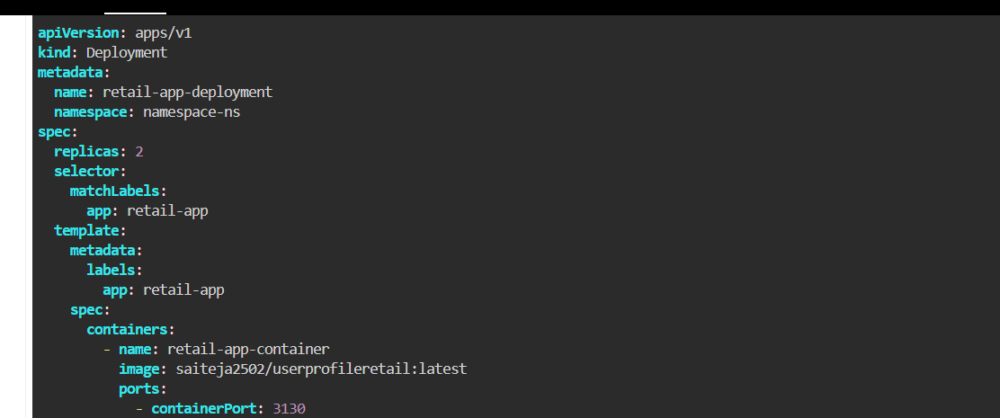 apiVersion: apps/v1
kind: Deployment
metadata:
  name: retail-app-deployment
  namespace: namespace-ns
spec:
  replicas: 2
  selector:
    matchLabels:
      app: retail-app
  template:
    metadata:
      labels:
        app: retail-app
    spec:
      containers:
        - name: retail-app-container
          image: saiteja2502/userprofileretail:latest
          ports:
            - containerPort: 3130